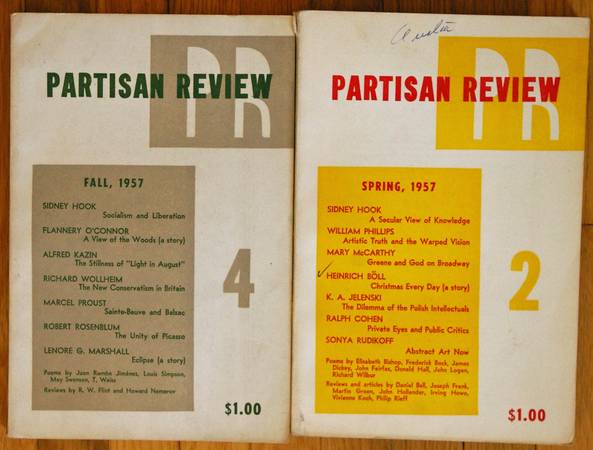 PR
PARTISAN REVIEW
FALL, 1957
SIDNEY HOOK
Socialism and Liberation
FLANNERY O'CONNOR
A View of the Woods (a story)
ALFRED KAZIN
The Stillness of "Light in August"
RICHARD WOLLHEIM
The New Conservatism in Britain
MARCEL PROUST
Sainte-Beuve and Balzac
ROBERT ROSENBLUM
The Unity of Picasso
LENORE G. MARSHALL
Eclipse (a story)
Poems by Juan Ramón Jiménez, Louis Simpson,
May Swenson, T. Weiss
Reviews by R. W. Flint and Howard Nemerov
4
$1.00
PR
PARTISAN REVIEW
SPRING, 1957
SIDNEY HOOK
A Secular View of Knowledge
WILLIAM PHILLIPS
Artistic Truth and the Warped Vision
MARY McCARTHY
Greene and God on Broadway
HEINRICH BÖLL
Christmas Every Day (a story)
K. A. JELENSKI
The Dilemma of the Polish Intellectuals
RALPH COHEN
Private Eyes and Public Critics
SONYA RUDIKOFF
Abstract Art Now
Poems by Elizabeth Bishop, Frederick Bock, James
Dickey, John Fairfax, Donald Hall, John Logan,
Richard Wilbur
Reviews and articles by Daniel Bell, Joseph Frank,
Martin Green, John Hollander, Irving Howe,
Vivienne Koch, Philip Rieff
2
$1.00